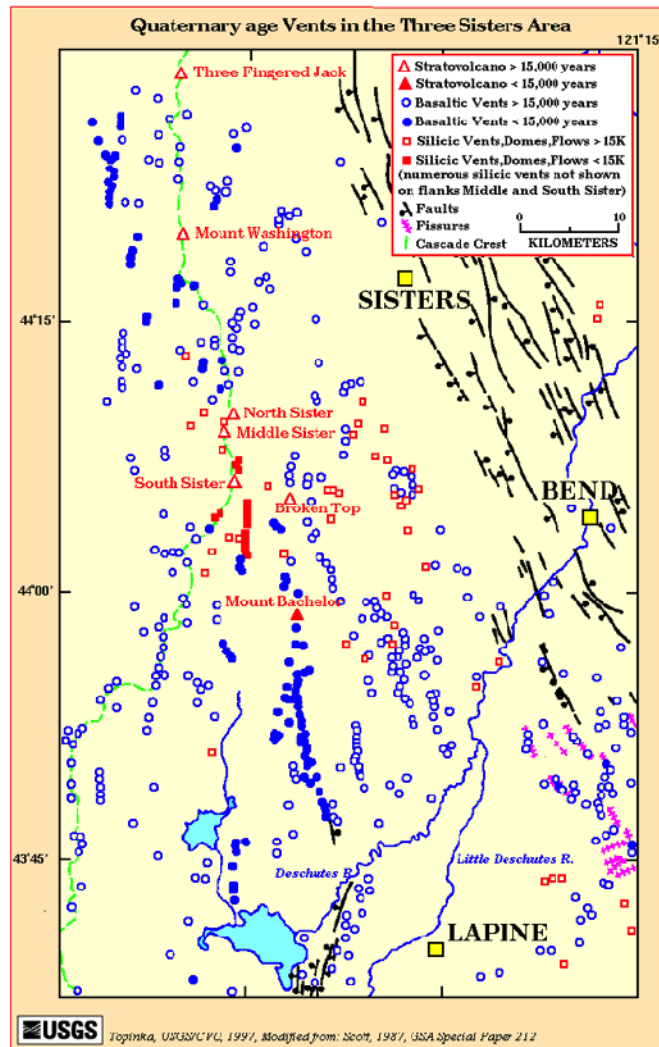 Quaternary age Vents in the Three Sisters Area
121°15'
Stratovolcano > 15,000 years
Stratovolcano < 15,000 years
Basaltic Vents > 15,000 years
Basaltic Vents < 15,000 years
Silicic Vents, Domes, Flows > 15K
Silicic Vents, Domes, Flows < 15K
(numerous silicic vents not shown
on flanks Middle and South Sister)
Faults
Fissures
Cascade Crest
0 10
KILOMETERS
Three Fingered Jack
Mount Washington
SISTERS
44°15'
North Sister
Middle Sister
South Sister
Broken Top
BEND
44°00'
Mount Bachelor
43°45'
Deschutes R.
Little Deschutes R.
LAPINE
USGS
Topinka, USGS/CVO, 1997, Modified from: Scott, 1987, GSA Special Paper 212